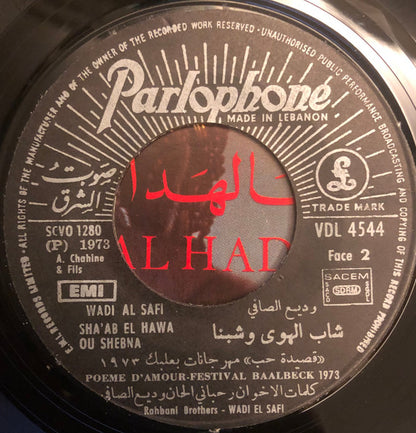 ALL RIGHTS OF THE MANUFACTURER AND OF THE OWNER OF THE RECORDED WORK RESERVED-UNAUTHORISED PUBLIC PERFORMANCE BROADCASTING AND COPYING OF THIS RECORD PROHIBITED
E.M.I. RECORDS LIMITED
Parlophone
MADE IN LEBANON
صوت الشرق
£
TRADE MARK
SCVO 1280
(P) 1973
A. Chahine
& Fils
VDL 4544
Face 2
EMI
SACEM
SDRM
الهدا
AL HAD
WADI AL SAFI
وديع الصافي
SHA'AB EL HAWA
OU SHEBNA
شاب الهوى وشبنا
«قصيدة حب» مهرجانات بعلبك ١٩٧٣
POEME D'AMOUR-FESTIVAL BAALBECK 1973
كلمات الاخوان رحباني الحان وديع الصافي
Rahbani Brothers - WADI EL SAFI